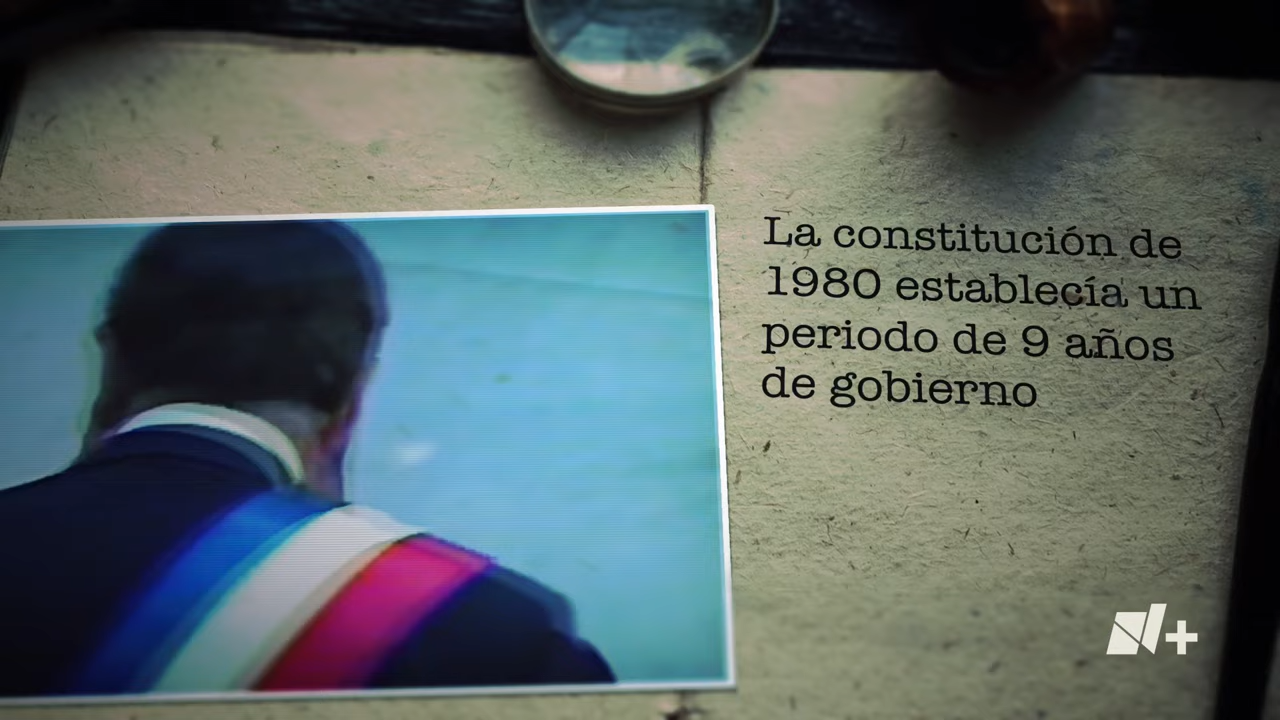 La constitución de
1980 establecía un
periodo de 9 años
de gobierno
N+